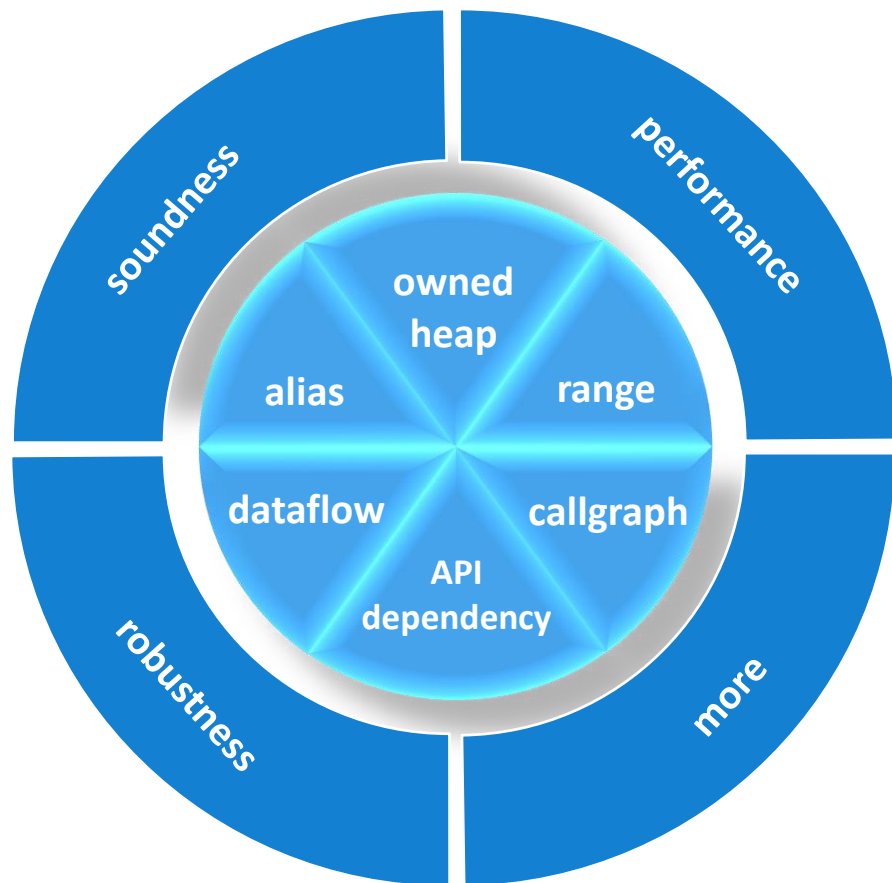 soundness
performance
owned
heap
alias
range
dataflow
callgraph
API
dependency
robustness
more